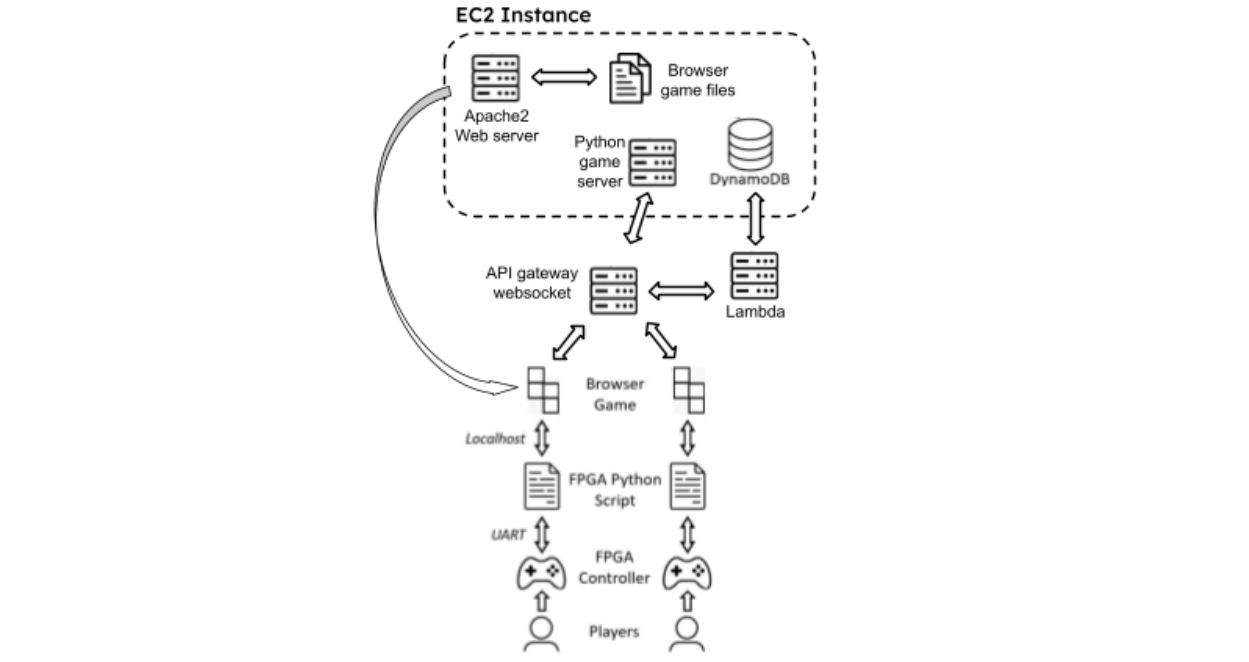 EC2 Instance
Browser
game files
Apache2
Web server
Python
game
server
DynamoDB
API gateway
websocket
Lambda
Browser
Game
Localhost
FPGA Python
Script
UART
FPGA
Controller
Players